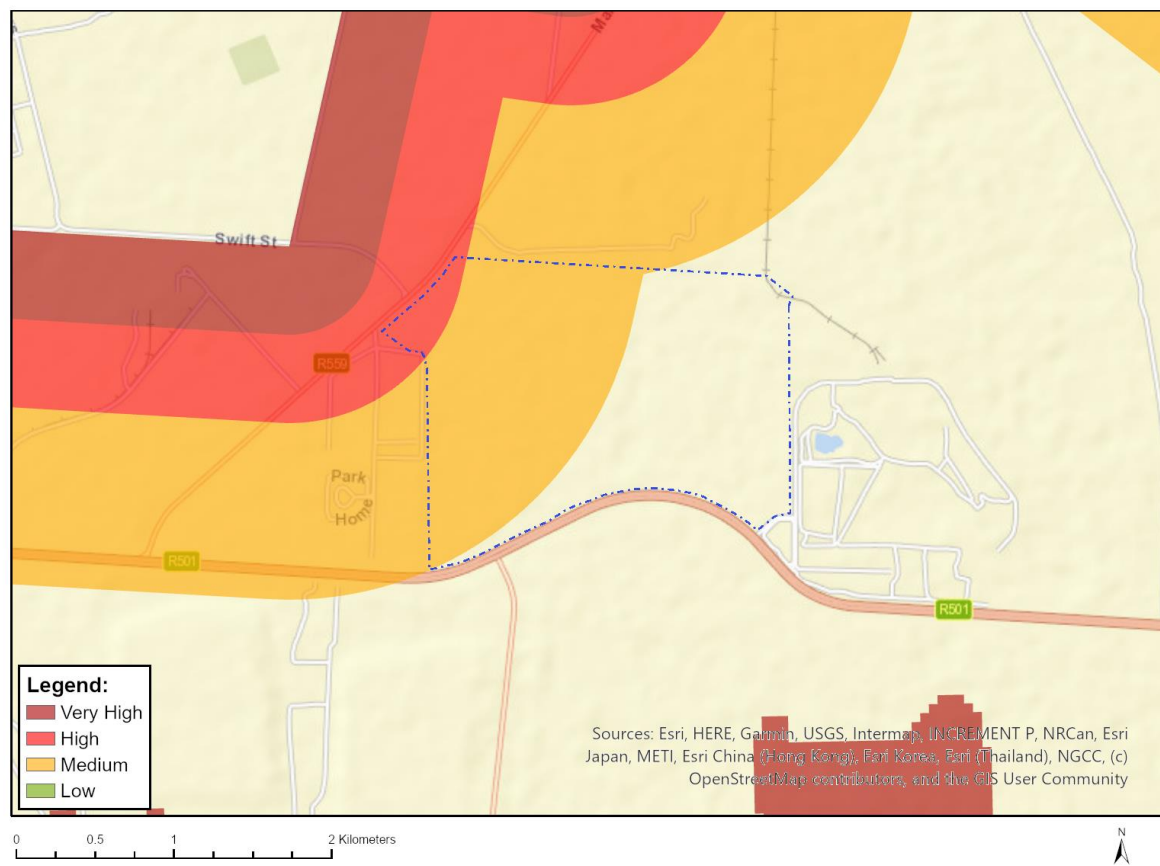 Ma
Swift St
R559
Park
Home
R501
R501
Legend:
Very High
High
Medium
Low
Sources: Esri, HERE, Garmin, USGS, Intermap, INCREMENT P, NRCan, Esri
Japan, METI, Esri China (Hong Kong), Esri Korea, Esri (Thailand), NGCC, (c)
OpenStreetMap contributors, and the GIS User Community
0 0.5 1 2 Kilometers
N